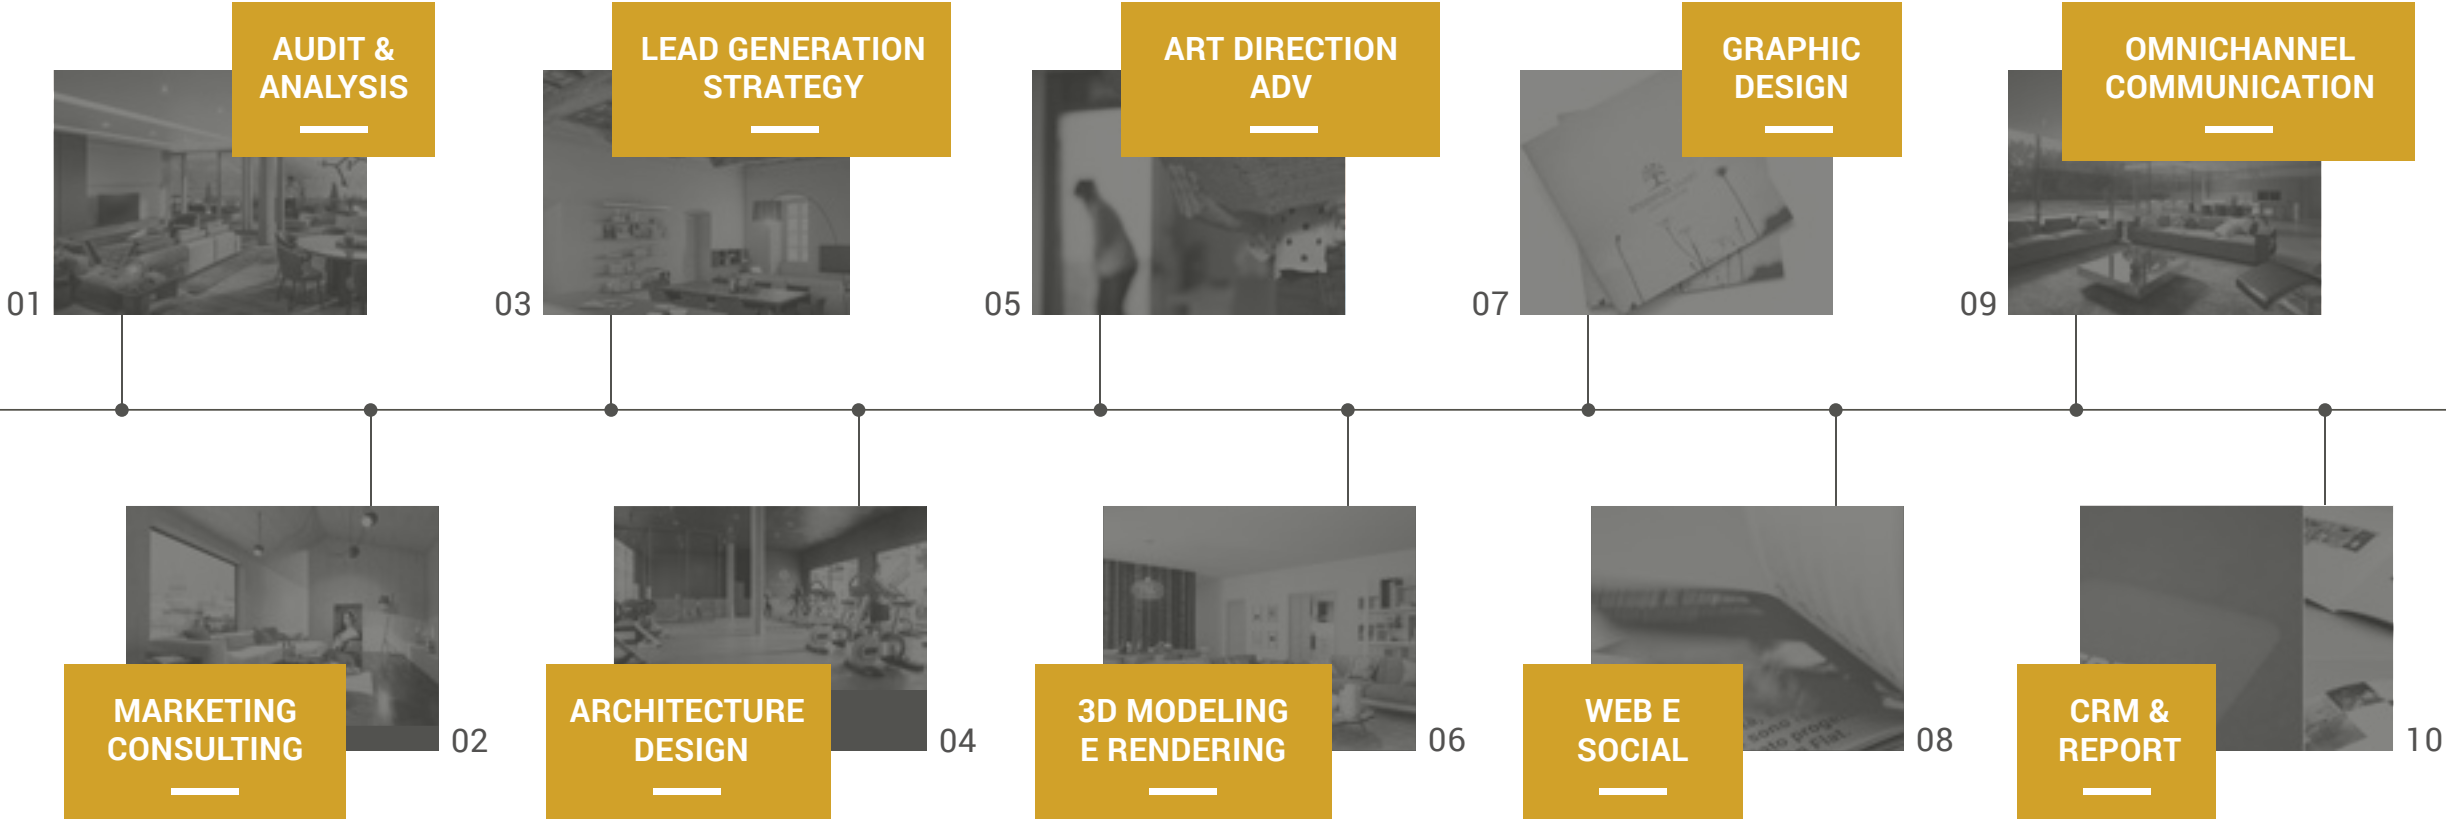 01
AUDIT &
ANALYSIS
MARKETING
CONSULTING
02
03
LEAD GENERATION
STRATEGY
ARCHITECTURE
DESIGN
04
05
ART DIRECTION
ADV
3D MODELING
E RENDERING
06
07
GRAPHIC
DESIGN
WEB E
SOCIAL
08
09
OMNICHANNEL
COMMUNICATION
CRM &
REPORT
10